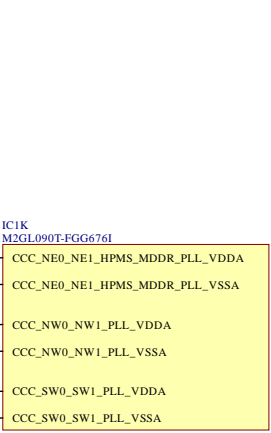 IC1K
M2GL090T-FGG676I
CCC_NE0_NE1_HPMS_MDDR_PLL_VDDA
CCC_NE0_NE1_HPMS_MDDR_PLL_VSSA
CCC_NW0_NW1_PLL_VDDA
CCC_NW0_NW1_PLL_VSSA
CCC_SW0_SW1_PLL_VDDA
CCC_SW0_SW1_PLL_VSSA